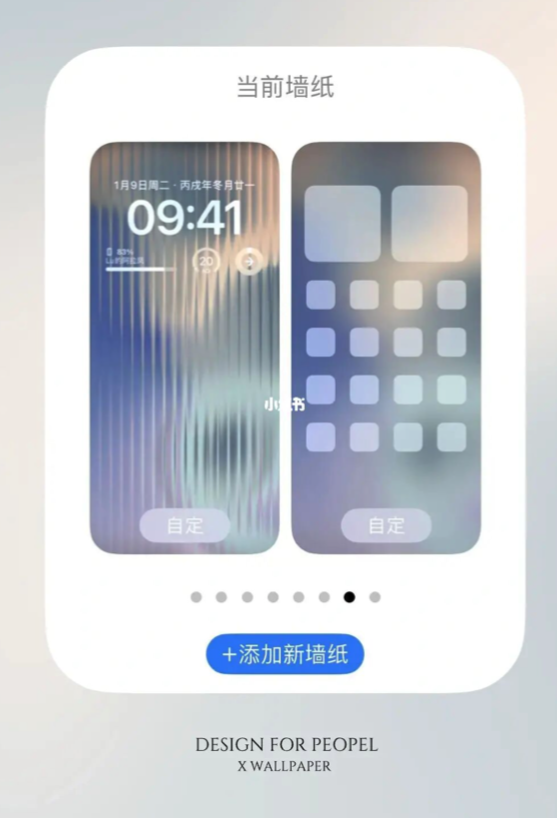 当前墙纸
1月9日周二 · 丙戌年冬月廿一
09:41
83%
20
小红书
自定
自定
+添加新墙纸
DESIGN FOR PEOPEL
X WALLPAPER